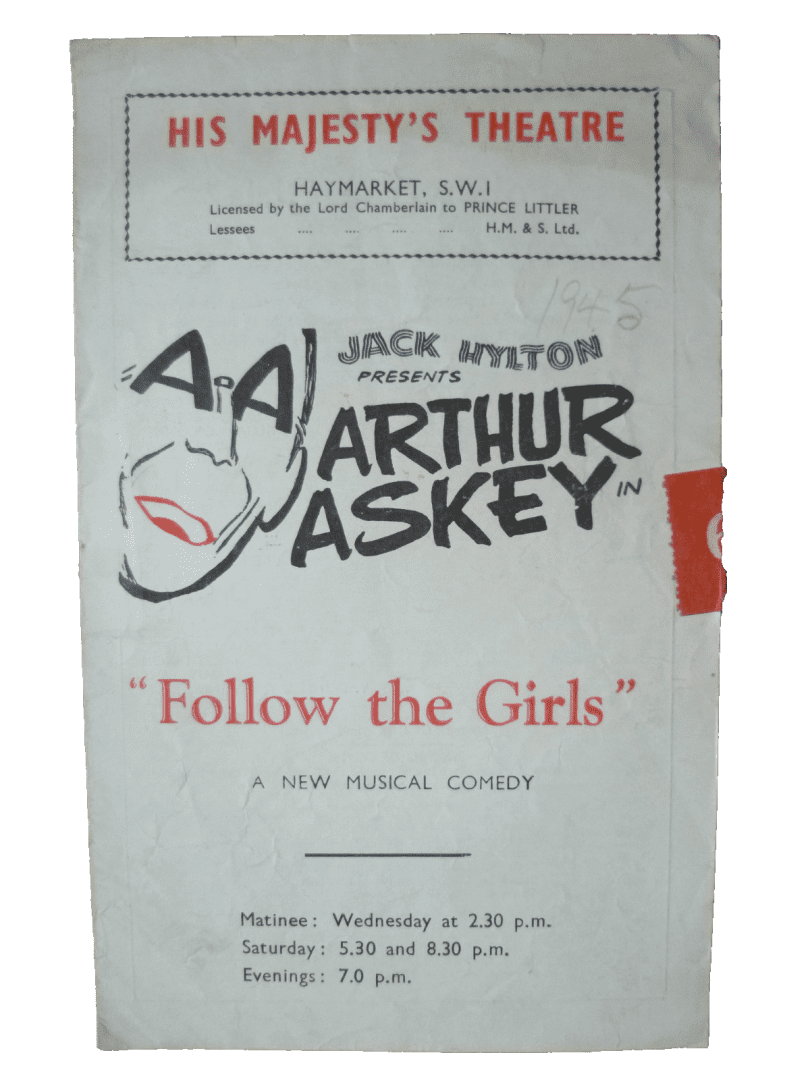 HIS MAJESTY'S THEATRE
HAYMARKET, S.W.1
Licensed by the Lord Chamberlain to PRINCE LITTLER
Lessees .... .... .... .... H.M. & S. Ltd.
1945
A A
JACK HYLTON
PRESENTS
ARTHUR
ASKEY IN
6
"Follow the Girls"
A NEW MUSICAL COMEDY
Matinee: Wednesday at 2.30 p.m.
Saturday: 5.30 and 8.30 p.m.
Evenings: 7.0 p.m.